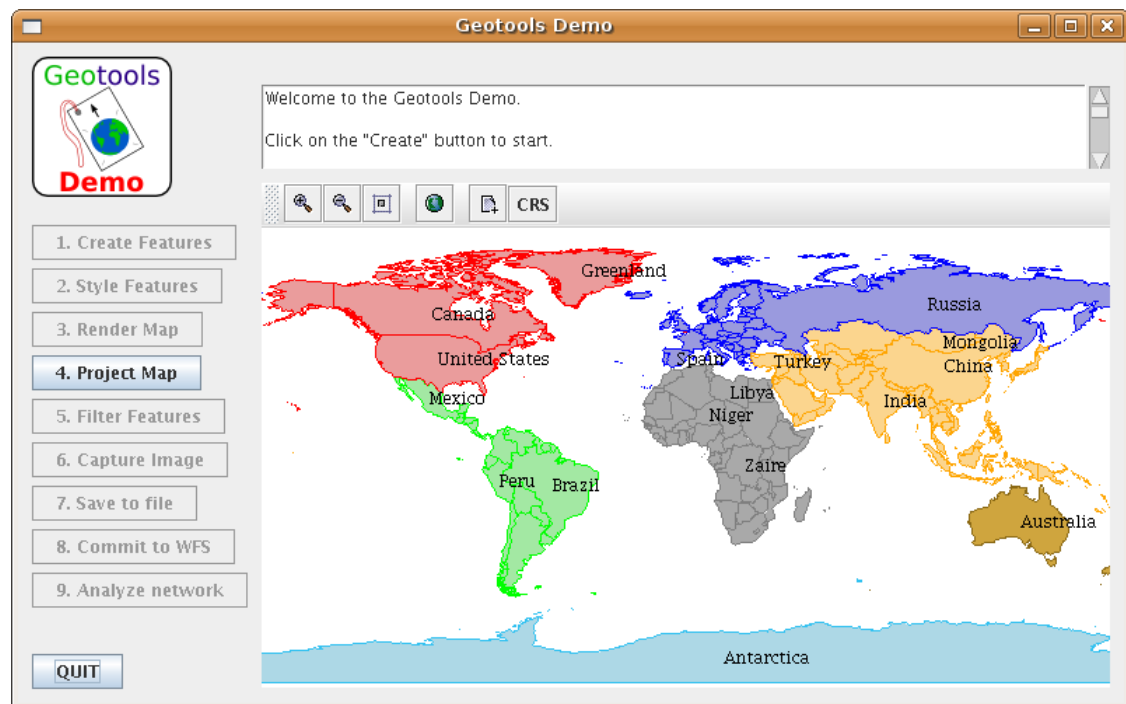 Geotools Demo
Geotools
Demo
Welcome to the Geotools Demo.
Click on the "Create" button to start.
CRS
1. Create Features
2. Style Features
3. Render Map
4. Project Map
5. Filter Features
6. Capture Image
7. Save to file
8. Commit to WFS
9. Analyze network
QUIT
Greenland
Canada
Russia
United States
Mongolia
Spain
Turkey
China
Mexico
Libya
India
Niger
Zaire
Peru
Brazil
Australia
Antarctica